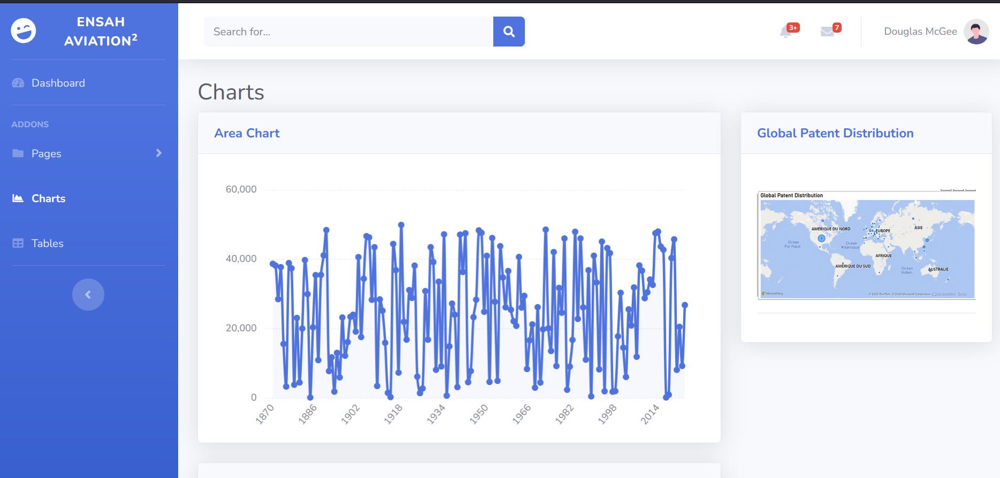 ENSAH
AVIATION2
Dashboard
ADDONS
Pages
Charts
Tables
Search for...
3+
7
Douglas McGee
Charts
Area Chart
60,000
40,000
20,000
0
1870
1886
1902
1918
1934
1950
1966
1982
1998
2014
Global Patent Distribution
Global Patent Distribution
AMÉRIQUE DU NORD
EUROPE
ASIE
Océan
Pacifique
Océan
Atlantique
AFRIQUE
AMÉRIQUE DU SUD
Océan
Indien
AUSTRALIE
Microsoft Bing
© 2024 TomTom, © 2024 Microsoft Corporation, © OpenStreetMap Terms